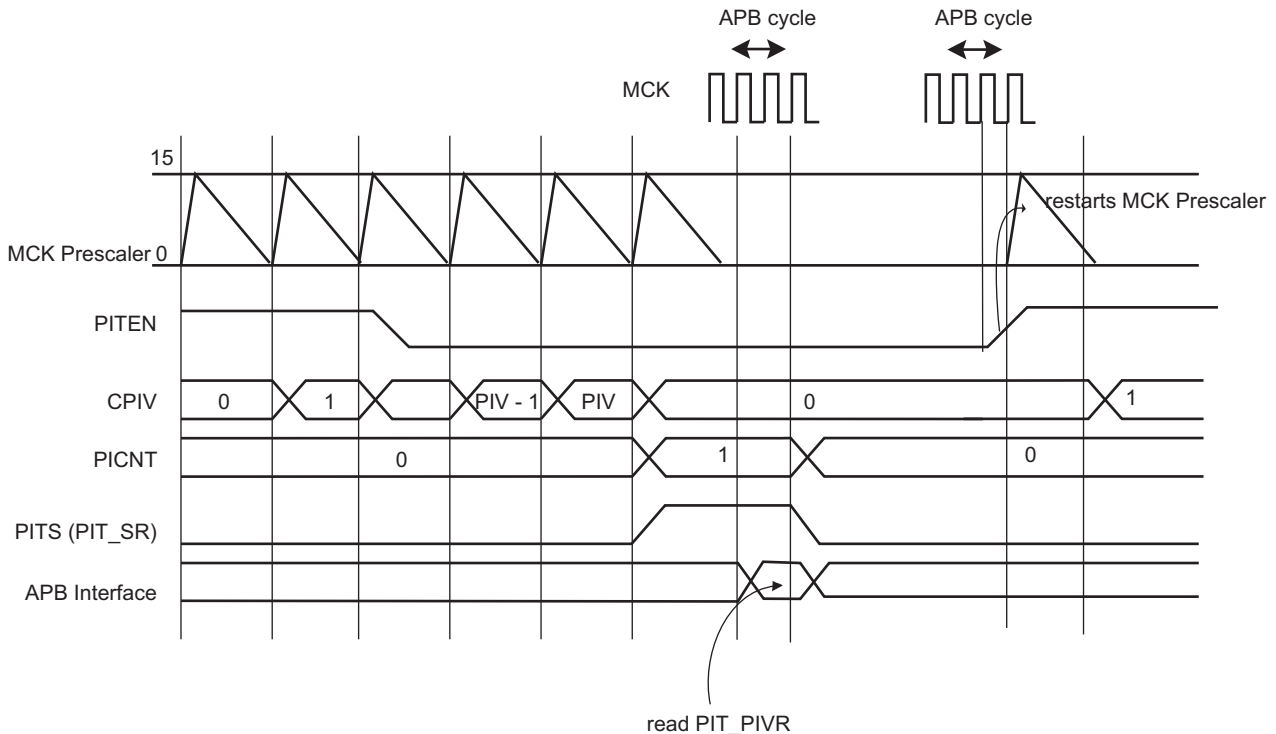 APB cycle APB cycle
MCK
15
restarts MCK Prescaler
MCK Prescaler 0
PITEN
CPIV 0 1 PIV - 1 PIV 0 1
PICNT 0 1 0
PITS (PIT_SR)
APB Interface
read PIT_PIVR